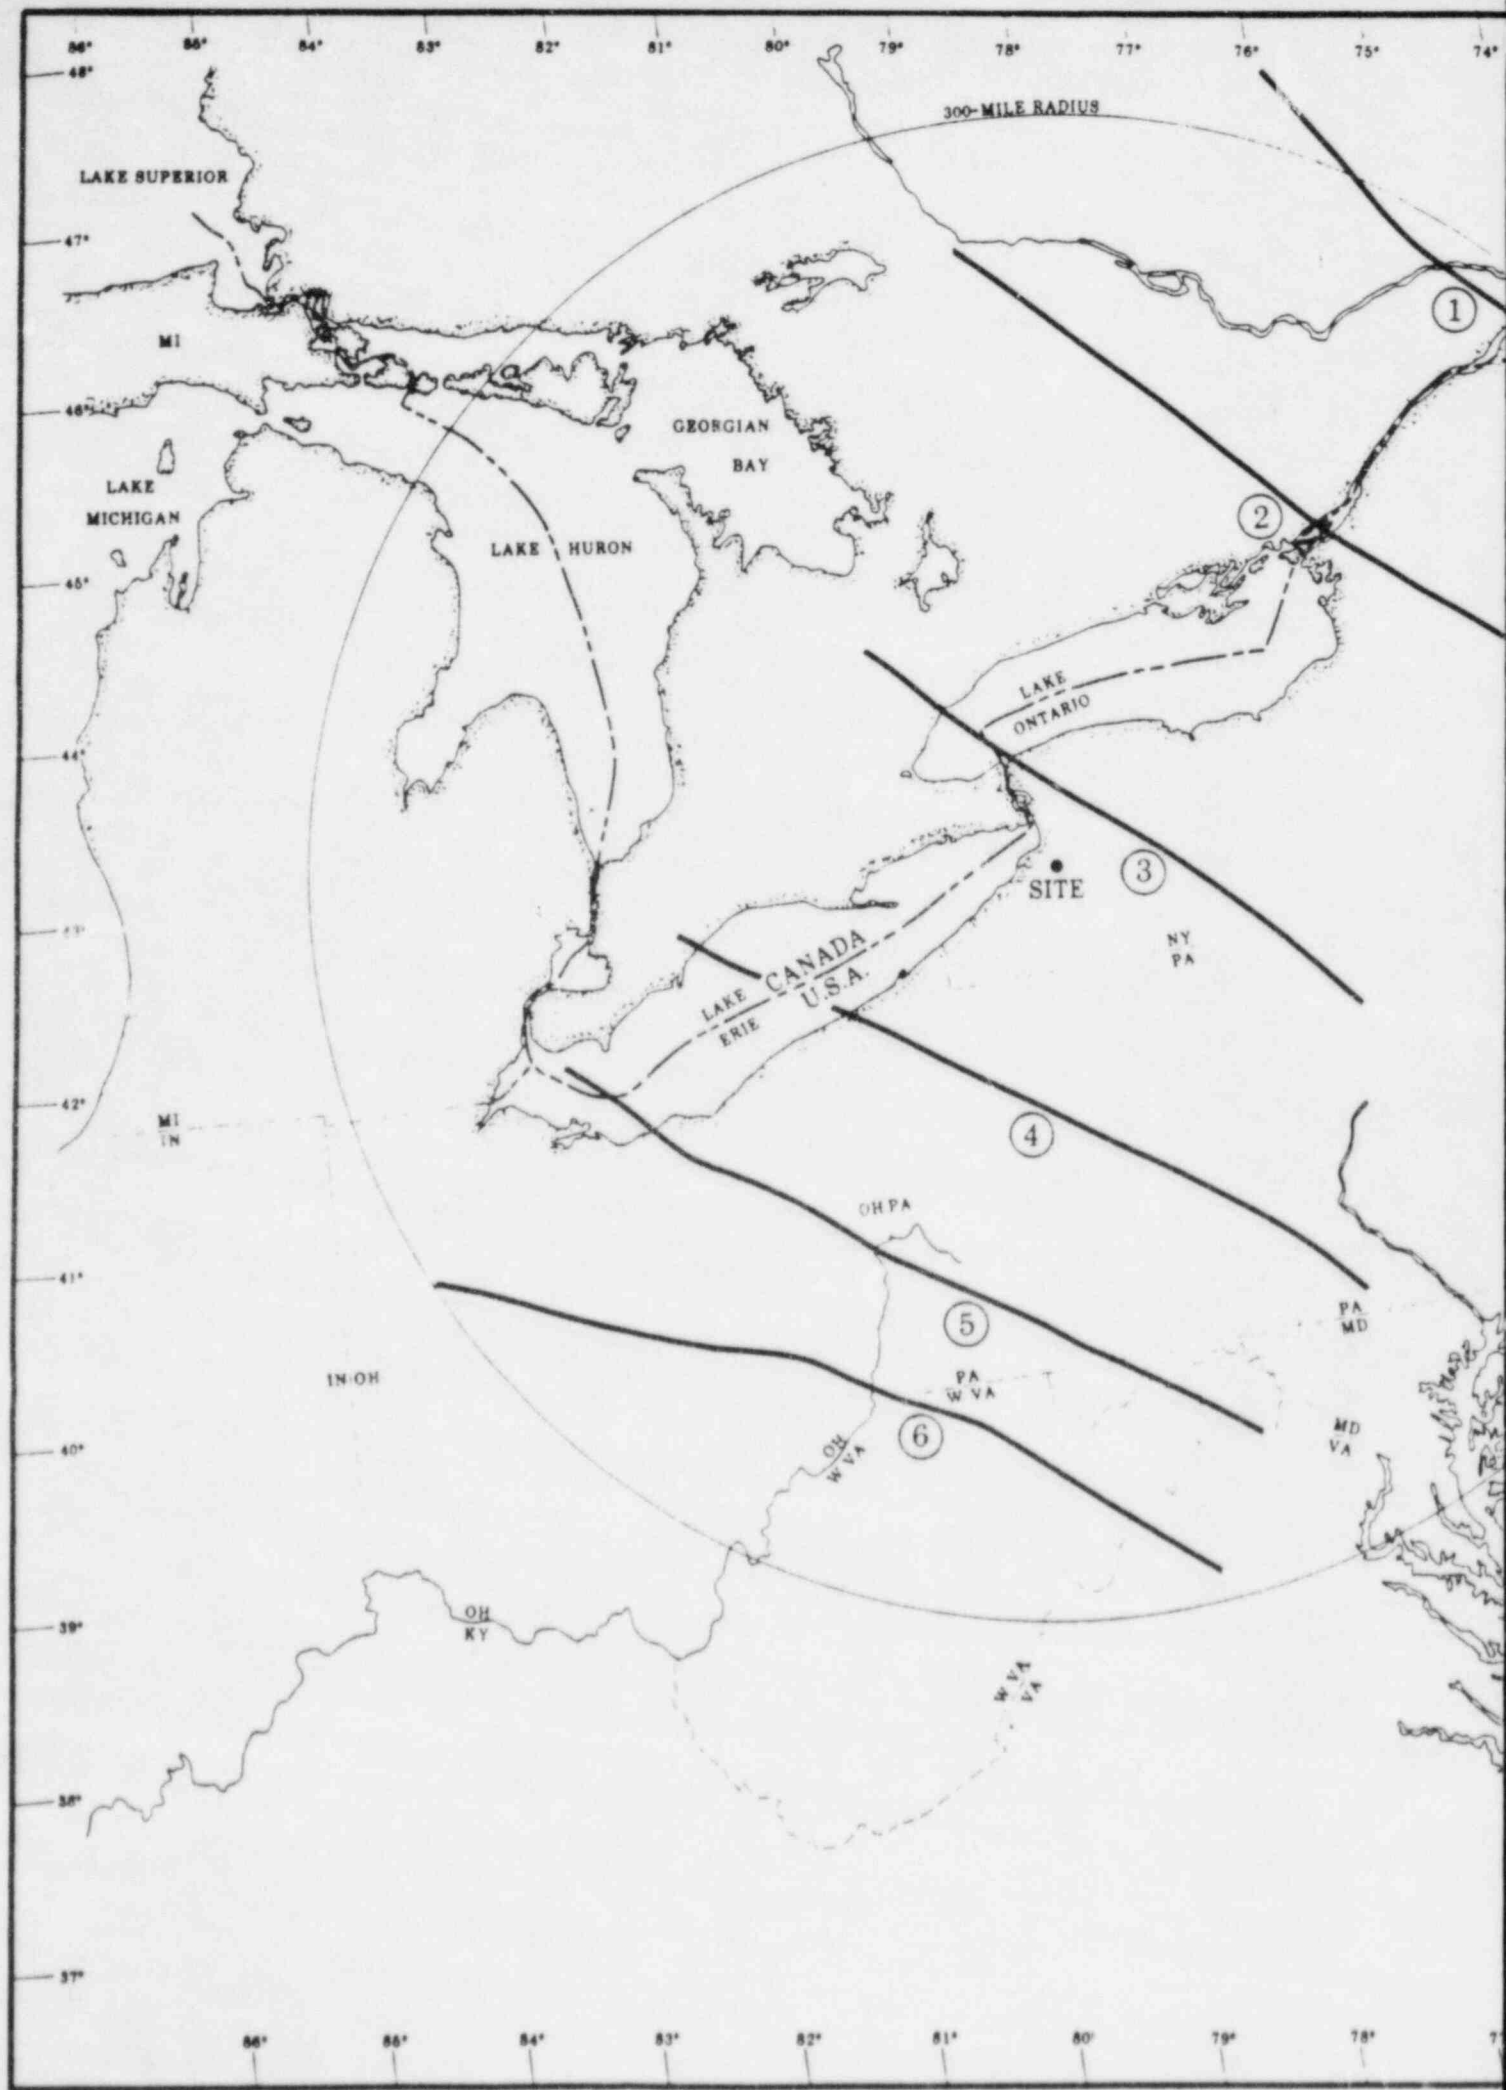 86° 85° 84° 83° 82° 81° 80° 79° 78° 77° 76° 75° 74°
48°
300-MILE RADIUS
LAKE SUPERIOR
47°
1
MI
46°
GEORGIAN
BAY
LAKE
MICHIGAN
2
LAKE HURON
45°
LAKE
ONTARIO
44°
3
SITE
43°
NY
PA
CANADA
U.S.A.
LAKE
ERIE
42°
MI
IN
4
OH PA
41°
5
PA
MD
IN OH
PA
W VA
6
MD
VA
40°
OH
W VA
39°
OH
KY
W VA
VA
38°
37°
86° 85° 84° 83° 82° 81° 80° 79° 78°